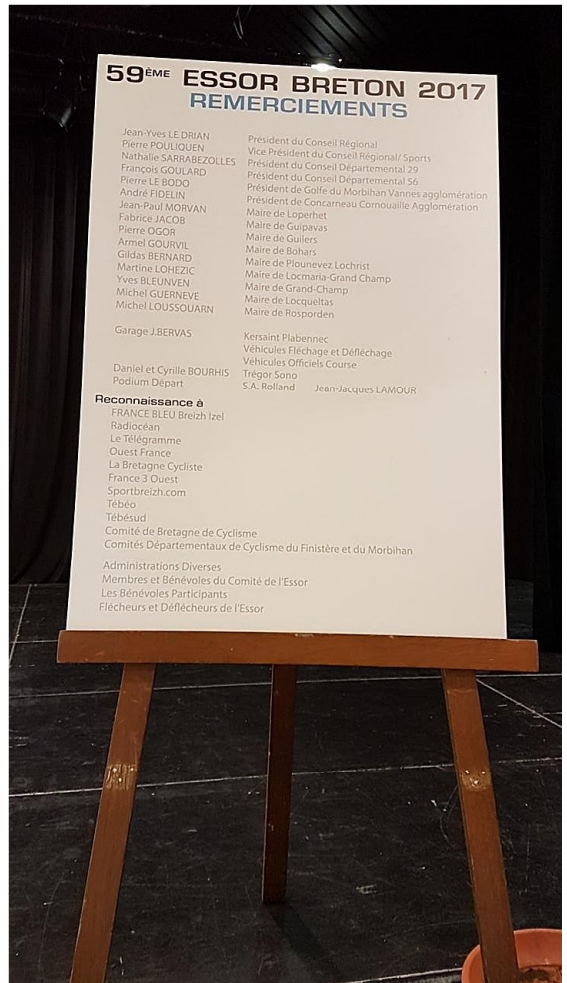 59ÈME ESSOR BRETON 2017
REMERCIEMENTS
Jean-Yves LE DRIAN Président du Conseil Régional
Pierre POULIQUEN Vice Président du Conseil Régional/ Sports
Nathalie SARRABEZOLLES Président du Conseil Départemental 29
François GOULARD Président du Conseil Départemental 56
Pierre LE BODO Président de Golfe du Morbihan Vannes agglomération
André FIDELIN Président de Concarneau Cornouaille Agglomération
Jean-Paul MORVAN Maire de Loperhet
Fabrice JACOB Maire de Guipavas
Pierre OGOR Maire de Guilers
Armel GOURVIL Maire de Bohars
Gildas BERNARD Maire de Plounevez Lochrist
Martine LOHEZIC Maire de Locmaria-Grand Champ
Yves BLEUNVEN Maire de Grand-Champ
Michel GUERNEVE Maire de Locqueltas
Michel LOUSSOUARN Maire de Rosporden
Garage J.BERVAS Kersaint Plabennec
Véhicules Fléchage et Défléchage
Véhicules Officiels Course
Daniel et Cyrille BOURHIS Trégor Sono
Podium Départ S.A. Rolland Jean-Jacques LAMOUR
Reconnaissance à
FRANCE BLEU Breizh Izel
Radiocéan
Le Télégramme
Ouest France
La Bretagne Cycliste
France 3 Ouest
Sportbreizh.com
Tébéo
Tébésud
Comité de Bretagne de Cyclisme
Comités Départementaux de Cyclisme du Finistère et du Morbihan
Administrations Diverses
Membres et Bénévoles du Comité de l'Essor
Les Bénévoles Participants
Flécheurs et Déflécheurs de l'Essor